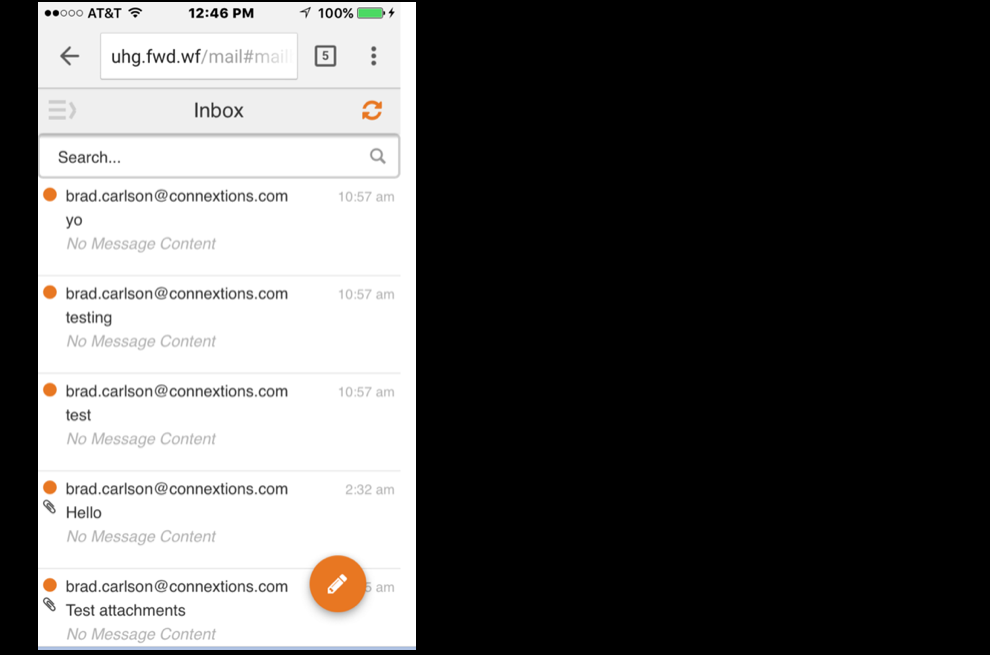 AT&T 12:46 PM 100%
uhg.fwd.wf/mail#mail 5
Inbox
Search...
brad.carlson@connextions.com 10:57 am
yo
No Message Content
brad.carlson@connextions.com 10:57 am
testing
No Message Content
brad.carlson@connextions.com 10:57 am
test
No Message Content
brad.carlson@connextions.com 2:32 am
Hello
No Message Content
brad.carlson@connextions.com am
Test attachments
No Message Content